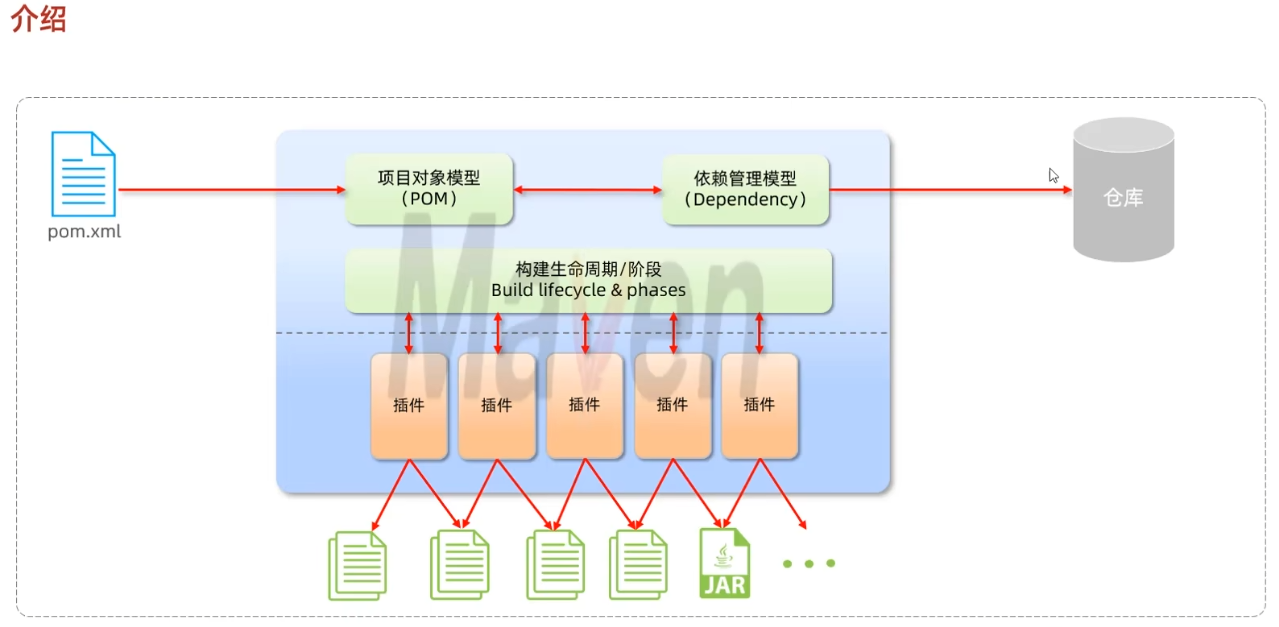 介绍
pom.xml
项目对象模型
（POM）
依赖管理模型
（Dependency）
仓库
构建生命周期/阶段
Build lifecycle & phases
Maven
插件
插件
插件
插件
插件
JAR